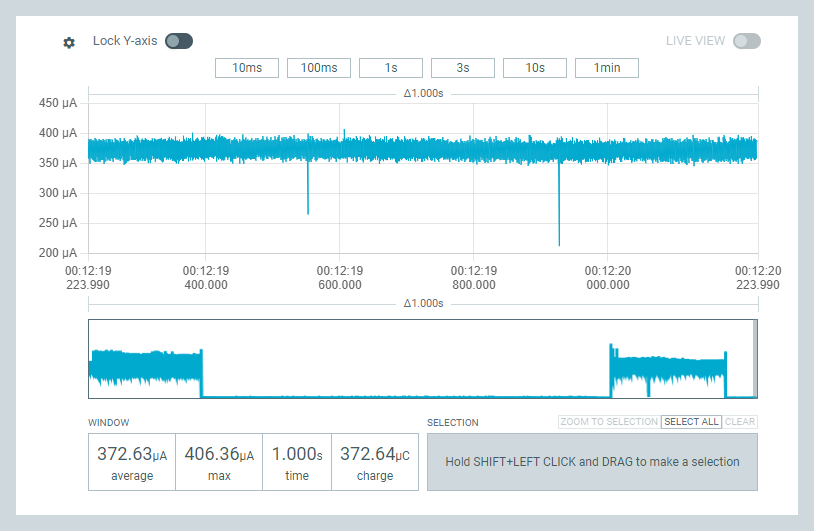 Lock Y-axis LIVE VIEW
10ms 100ms 1s 3s 10s 1min
Δ1.000s
450 µA
400 µA
350 µA
300 µA
250 µA
200 µA
00:12:19 00:12:19 00:12:19 00:12:19 00:12:20 00:12:20
223.990 400.000 600.000 800.000 000.000 223.990
Δ1.000s
WINDOW SELECTION ZOOM TO SELECTION SELECT ALL CLEAR
372.63µA 406.36µA 1.000s 372.64µC
average max time charge
Hold SHIFT+LEFT CLICK and DRAG to make a selection